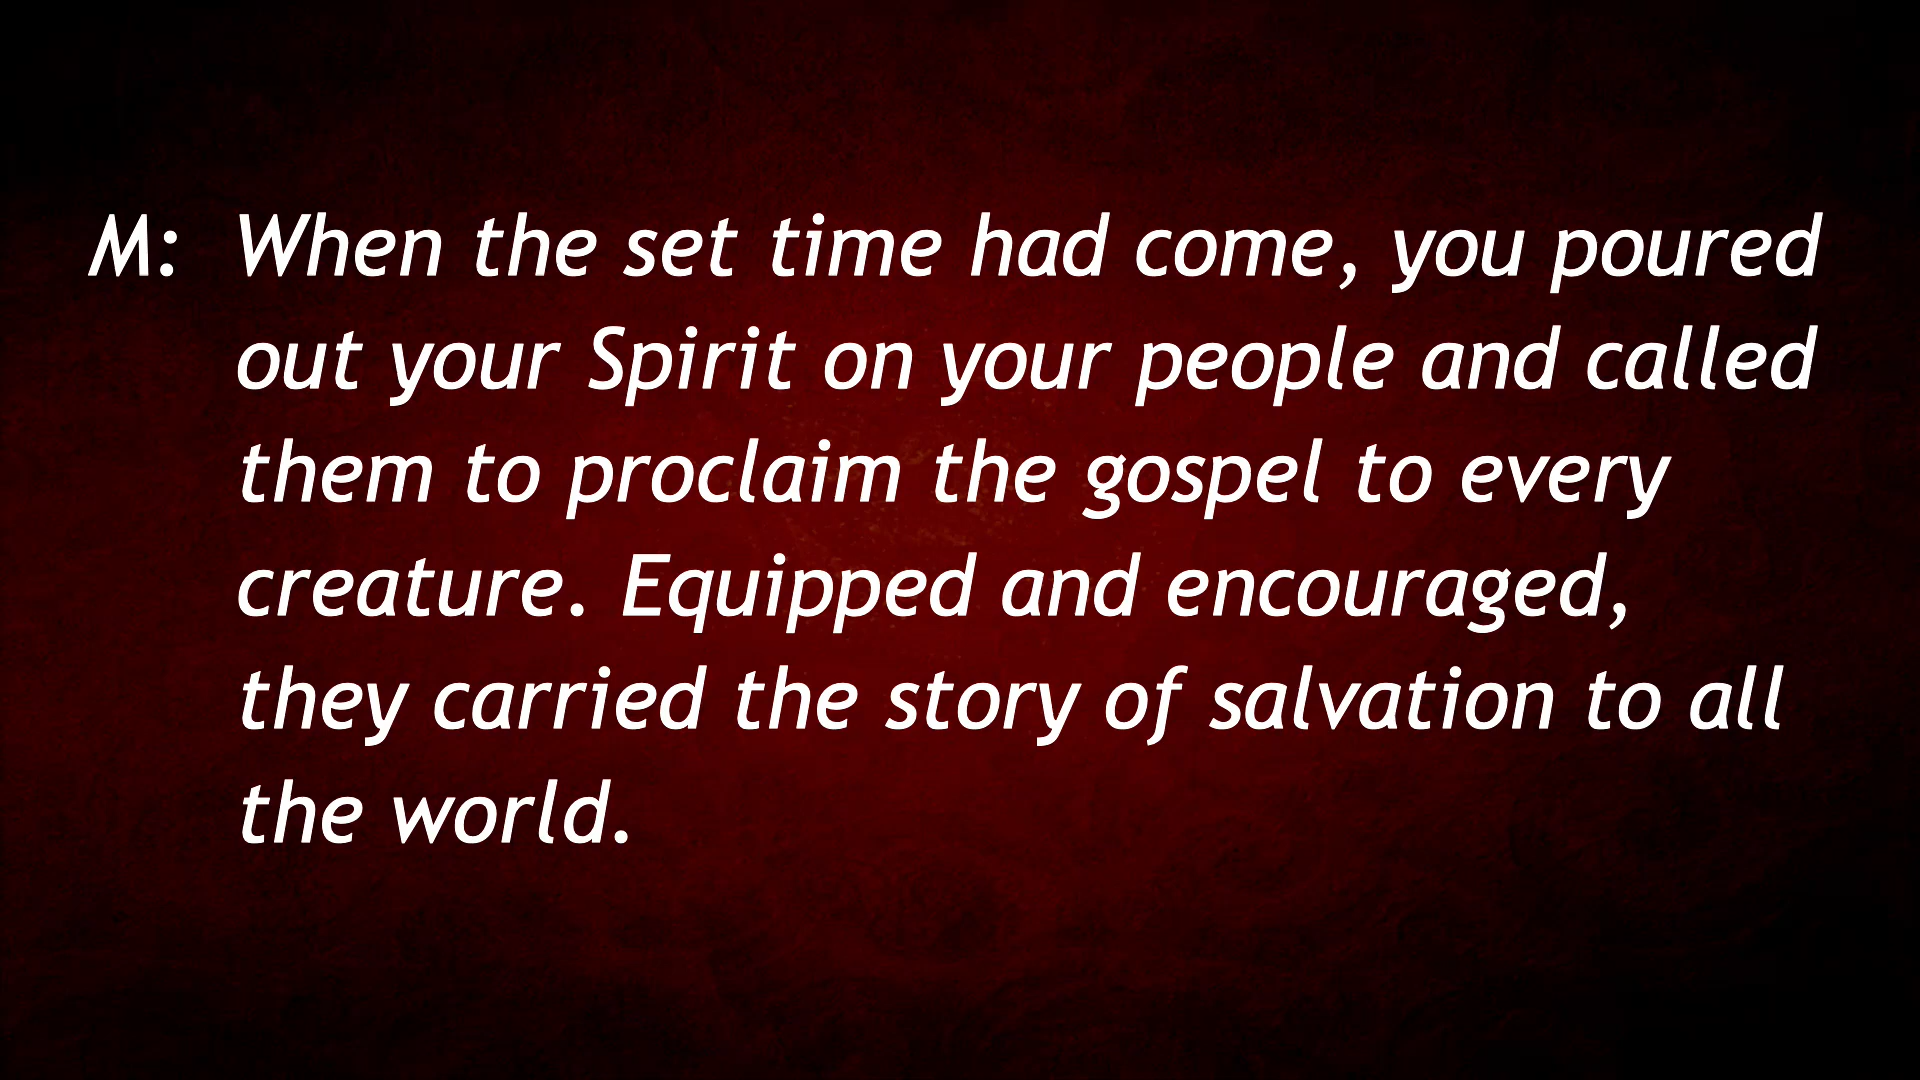 M: When the set time had come, you poured
out your Spirit on your people and called
them to proclaim the gospel to every
creature. Equipped and encouraged,
they carried the story of salvation to all
the world.